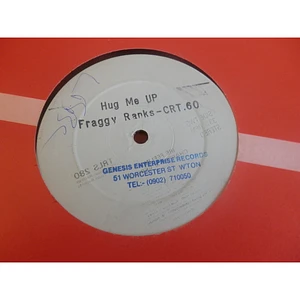 Hug Me UP
Fraggy Ranks-CRT.60
GENESIS ENTERPRISE RECORDS
51 WORCESTER ST W'TON
TEL:- (0902) 710050